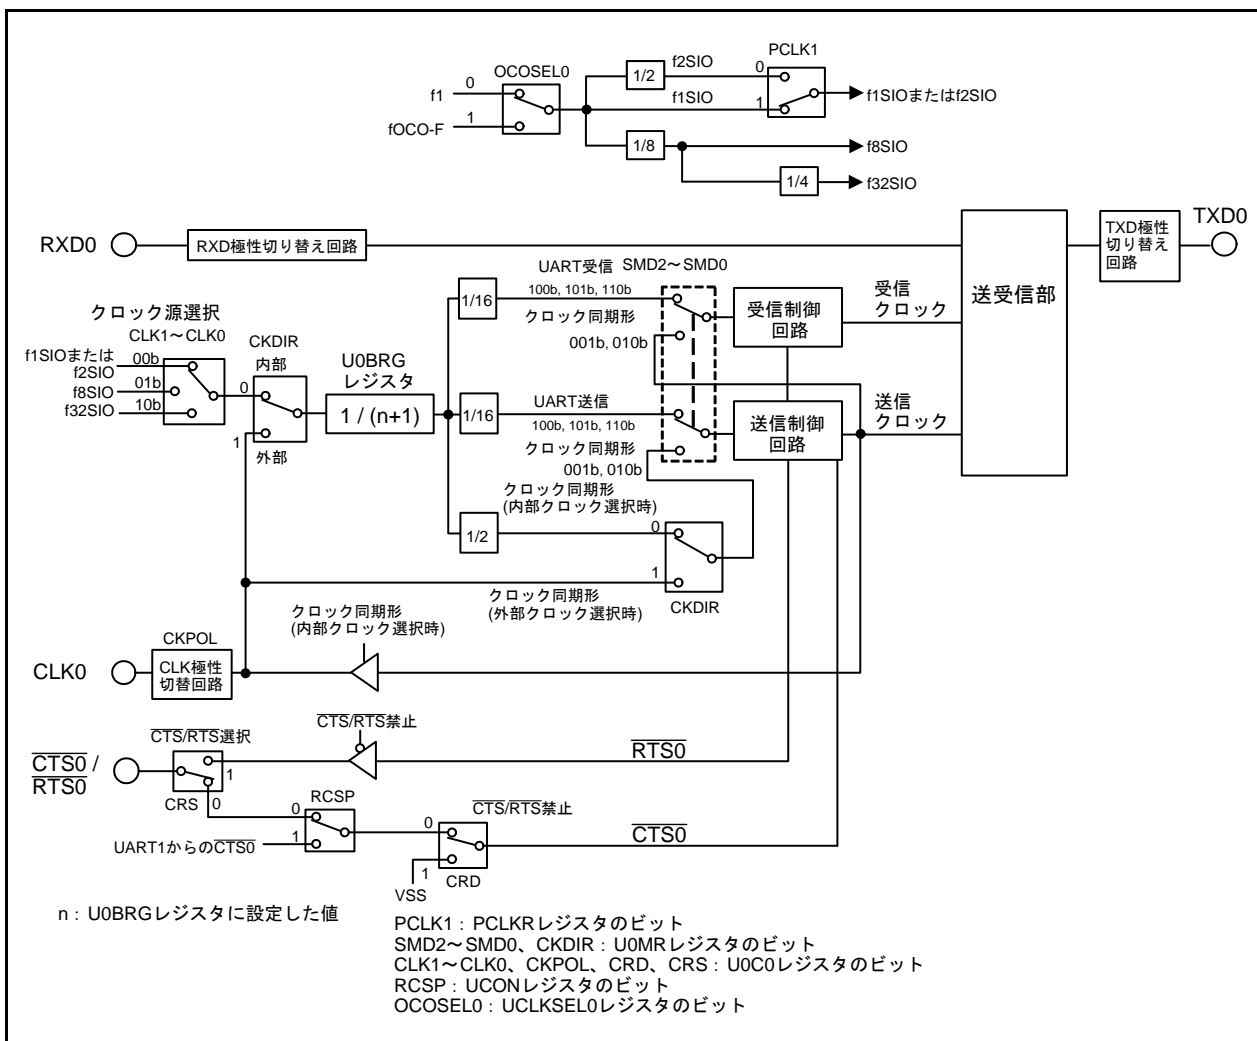 OCOSEL0
f1
0
fOCO-F
1
1/2
f2SIO
f1SIO
PCLK1
0
1
f1SIOまたはf2SIO
1/8
f8SIO
1/4
f32SIO
RXD0
RXD極性切り替え回路
送受信部
TXD極性
切り替え
回路
TXD0
クロック源選択
CLK1～CLK0
f1SIOまたは
f2SIO
00b
f8SIO
01b
f32SIO
10b
CKDIR
内部
0
1
外部
U0BRG
レジスタ
1 / (n+1)
1/16
UART受信
100b, 101b, 110b
クロック同期形
001b, 010b
SMD2～SMD0
受信制御
回路
受信
クロック
1/16
UART送信
100b, 101b, 110b
クロック同期形
001b, 010b
送信制御
回路
送信
クロック
クロック同期形
(内部クロック選択時)
1/2
0
1
CKDIR
クロック同期形
(外部クロック選択時)
クロック同期形
(内部クロック選択時)
CKPOL
CLK0
CLK極性
切替回路
CTS/RTS禁止
CTS/RTS選択
CTS0 /
RTS0
1
CRS
0
RTS0
RCSP
0
1
UART1からのCTS0
CTS/RTS禁止
0
1
VSS
CRD
CTS0
n : U0BRGレジスタに設定した値
PCLK1 : PCLKRレジスタのビット
SMD2～SMD0、CKDIR : U0MRレジスタのビット
CLK1～CLK0、CKPOL、CRD、CRS : U0C0レジスタのビット
RCSP : UCONレジスタのビット
OCOSEL0 : UCLKSEL0レジスタのビット